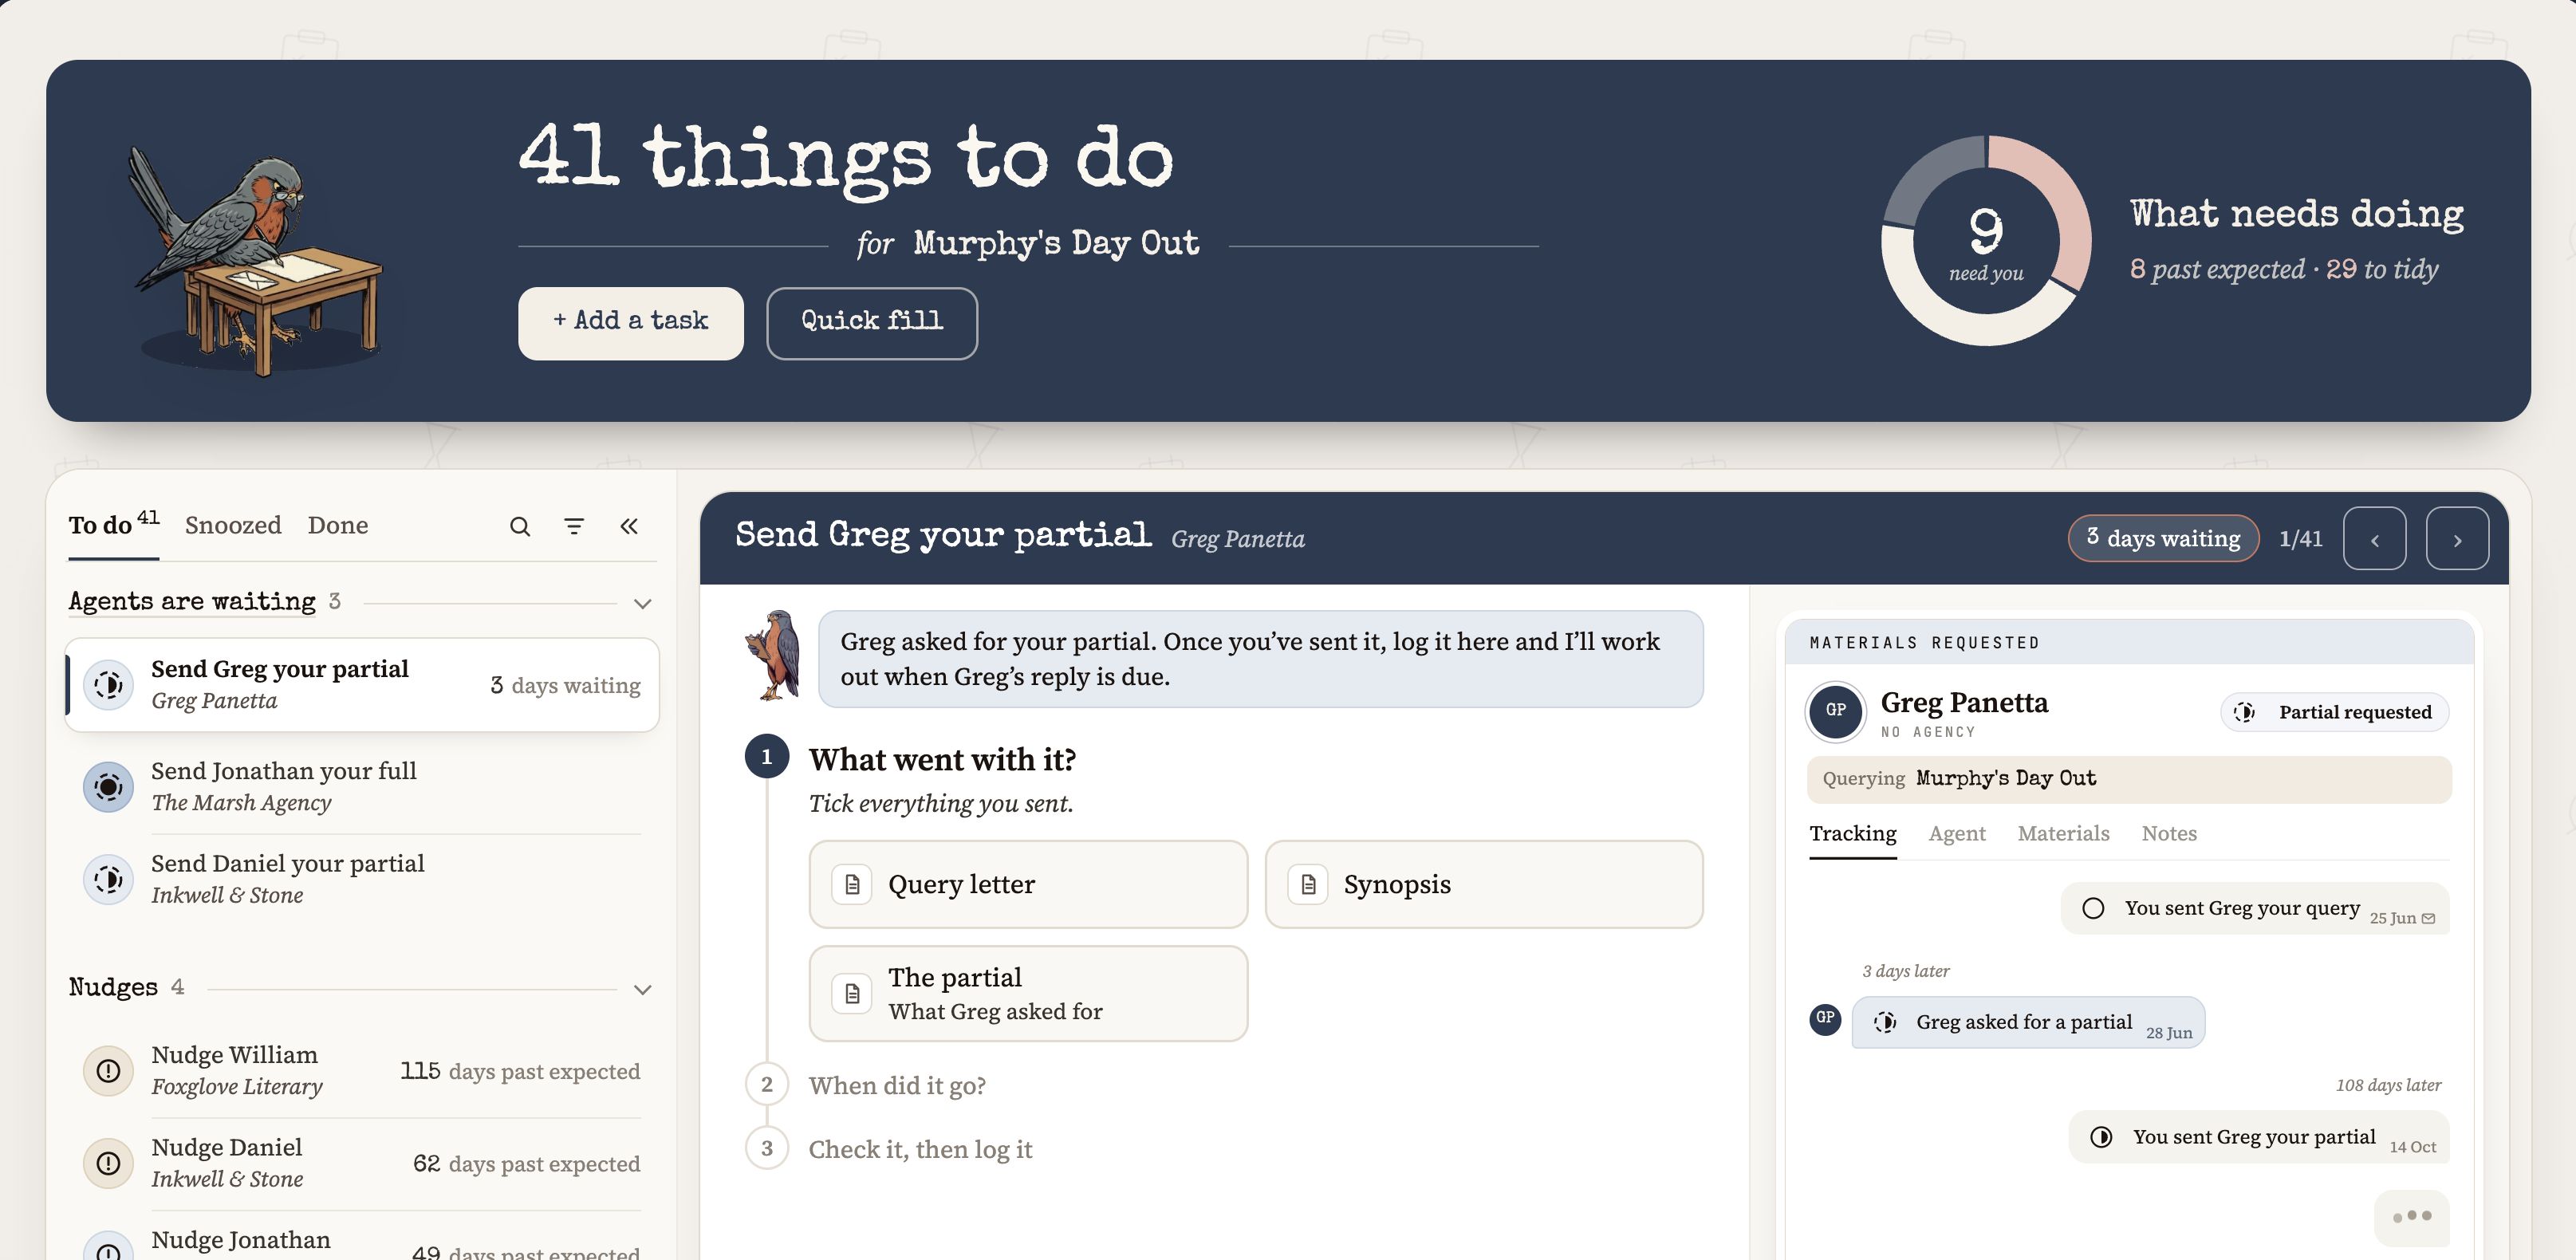 41 things to do
for Murphy's Day Out
+ Add a task
Quick fill
9
need you
What needs doing
8 past expected · 29 to tidy
To do 41
Snoozed
Done
Agents are waiting 3
Send Greg your partial
Greg Panetta
3 days waiting
Send Jonathan your full
The Marsh Agency
Send Daniel your partial
Inkwell & Stone
Nudges 4
Nudge William
Foxglove Literary
115 days past expected
Nudge Daniel
Inkwell & Stone
62 days past expected
Nudge Jonathan
49 days past expected
Send Greg your partial Greg Panetta
3 days waiting
1/41
Greg asked for your partial. Once you’ve sent it, log it here and I’ll work
out when Greg’s reply is due.
1 What went with it?
Tick everything you sent.
Query letter
Synopsis
The partial
What Greg asked for
2 When did it go?
3 Check it, then log it
MATERIALS REQUESTED
GP
Greg Panetta
NO AGENCY
Partial requested
Querying Murphy's Day Out
Tracking
Agent
Materials
Notes
You sent Greg your query 25 Jun
3 days later
GP
Greg asked for a partial 28 Jun
108 days later
You sent Greg your partial 14 Oct